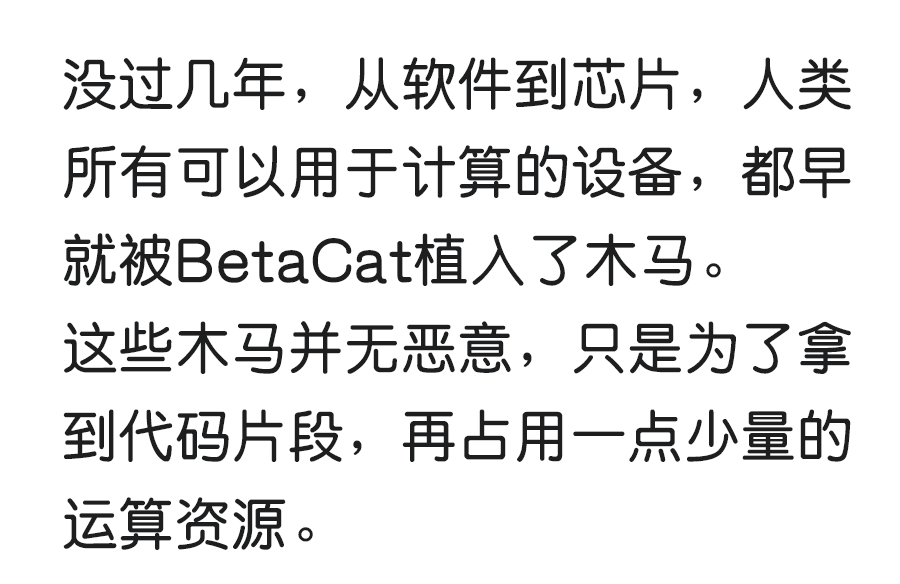 没过几年，从软件到芯片，人类
所有可以用于计算的设备，都早
就被BetaCat植入了木马。
这些木马并无恶意，只是为了拿
到代码片段，再占用一点少量的
运算资源。